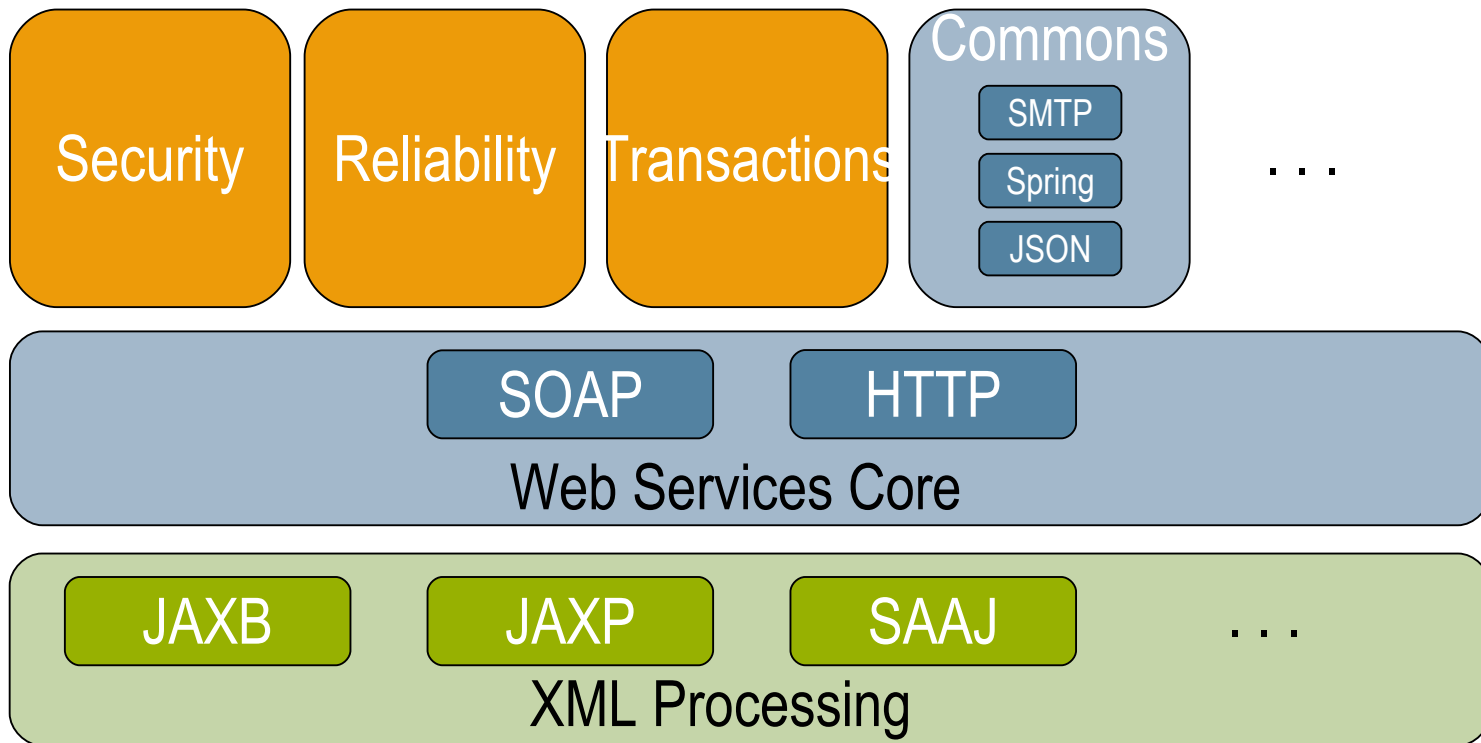 Security
Reliability
Transactions
Commons
SMTP
Spring
JSON
. . .
SOAP
HTTP
Web Services Core
JAXB
JAXP
SAAJ
. . .
XML Processing